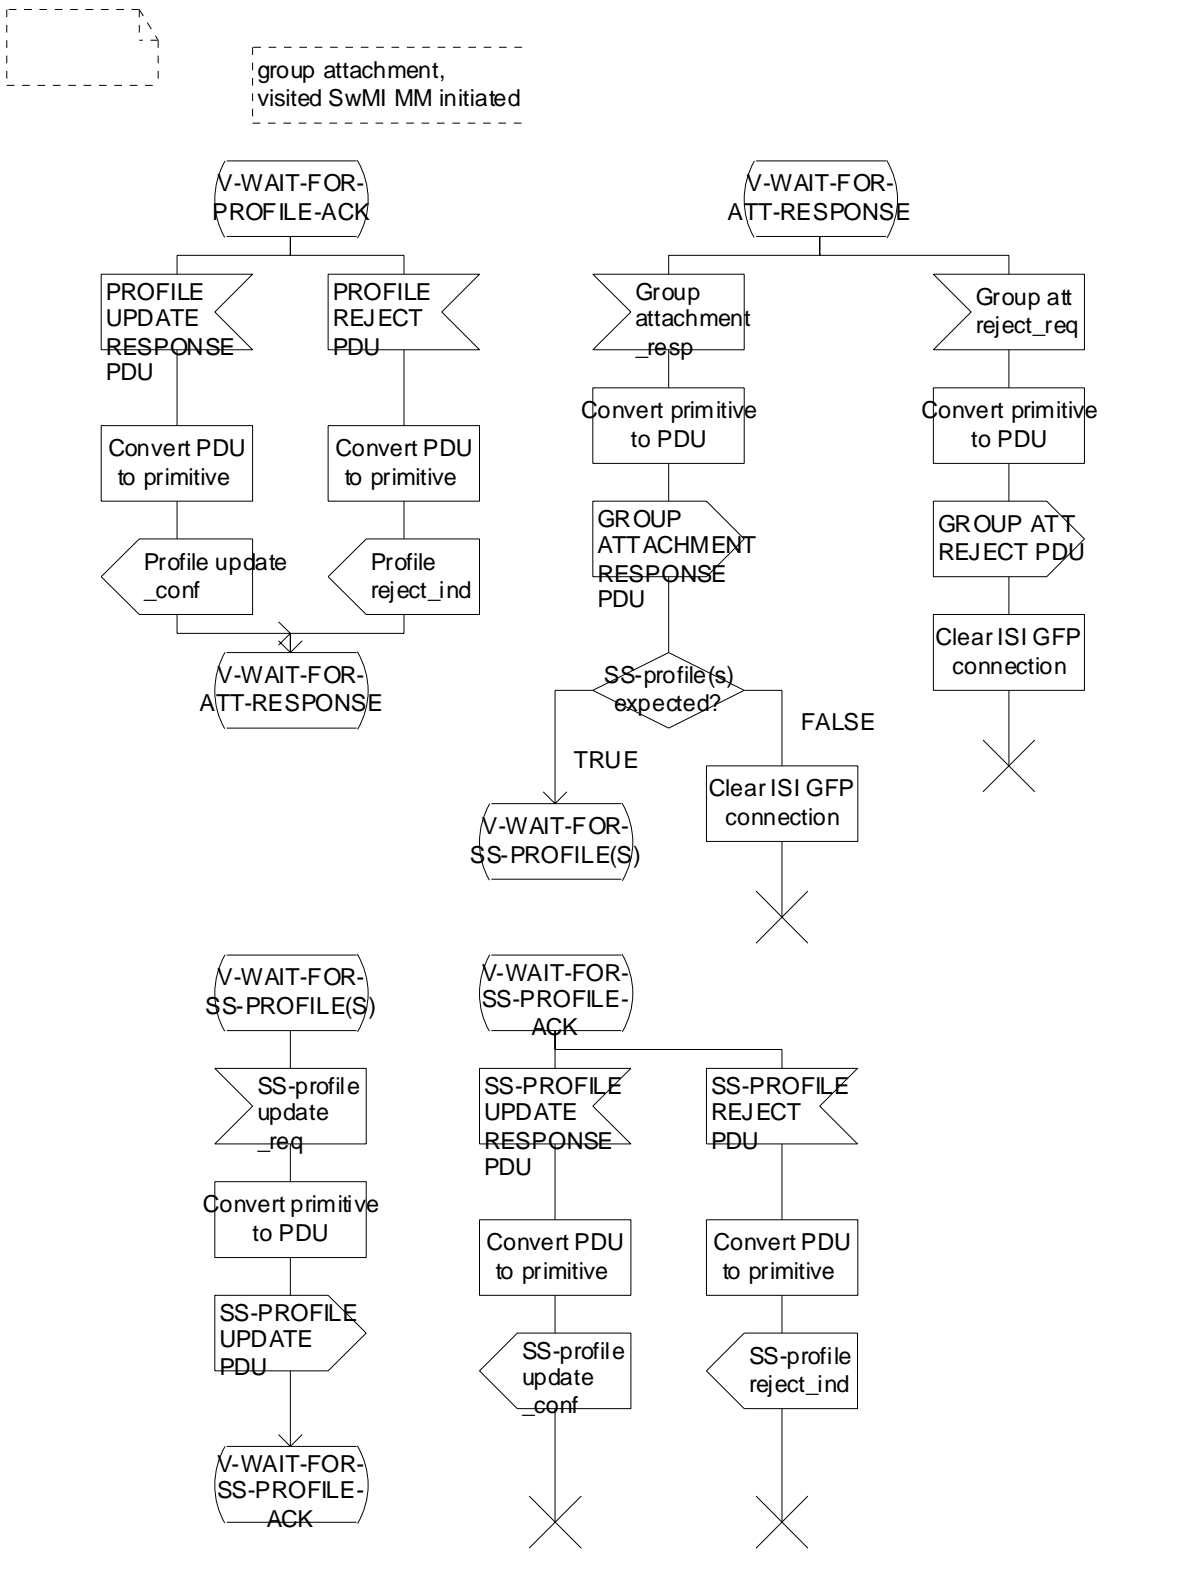 group attachment,
visited SwMI MM initiated
V-WAIT-FOR-
PROFILE-ACK
PROFILE
UPDATE
RESPONSE
PDU
PROFILE
REJECT
PDU
Convert PDU
to primitive
Convert PDU
to primitive
Profile update
_conf
Profile
reject_ind
V-WAIT-FOR-
ATT-RESPONSE
V-WAIT-FOR-
ATT-RESPONSE
Group
attachment
_resp
Group att
reject_req
Convert primitive
to PDU
Convert primitive
to PDU
GROUP
ATTACHMENT
RESPONSE
PDU
GROUP ATT
REJECT PDU
Clear ISI GFP
connection
SS-profile(s)
expected?
FALSE
TRUE
V-WAIT-FOR-
SS-PROFILE(S)
Clear ISI GFP
connection
V-WAIT-FOR-
SS-PROFILE(S)
SS-profile
update
_req
Convert primitive
to PDU
SS-PROFILE
UPDATE
PDU
V-WAIT-FOR-
SS-PROFILE-
ACK
V-WAIT-FOR-
SS-PROFILE-
ACK
SS-PROFILE
UPDATE
RESPONSE
PDU
SS-PROFILE
REJECT
PDU
Convert PDU
to primitive
Convert PDU
to primitive
SS-profile
update
_conf
SS-profile
reject_ind